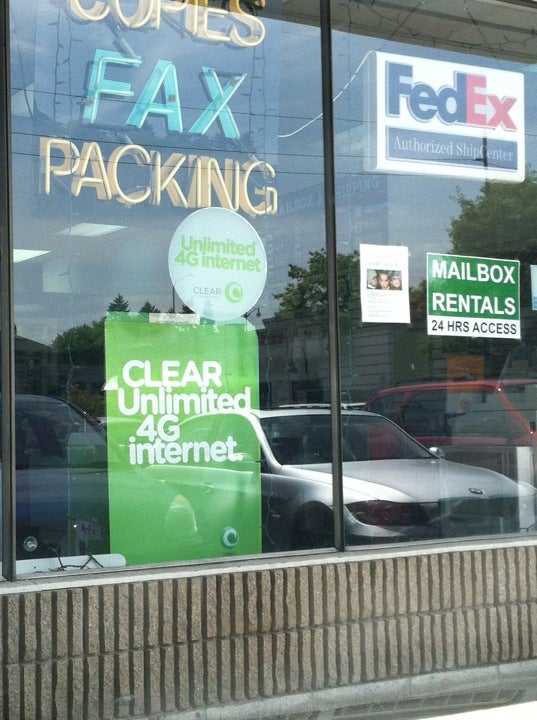 COPIES
FAX
PACKING
FedEx
Authorized ShipCenter
Unlimited
4G internet
CLEAR
MAILBOX
RENTALS
24 HRS ACCESS
CLEAR
Unlimited
4G
internet.